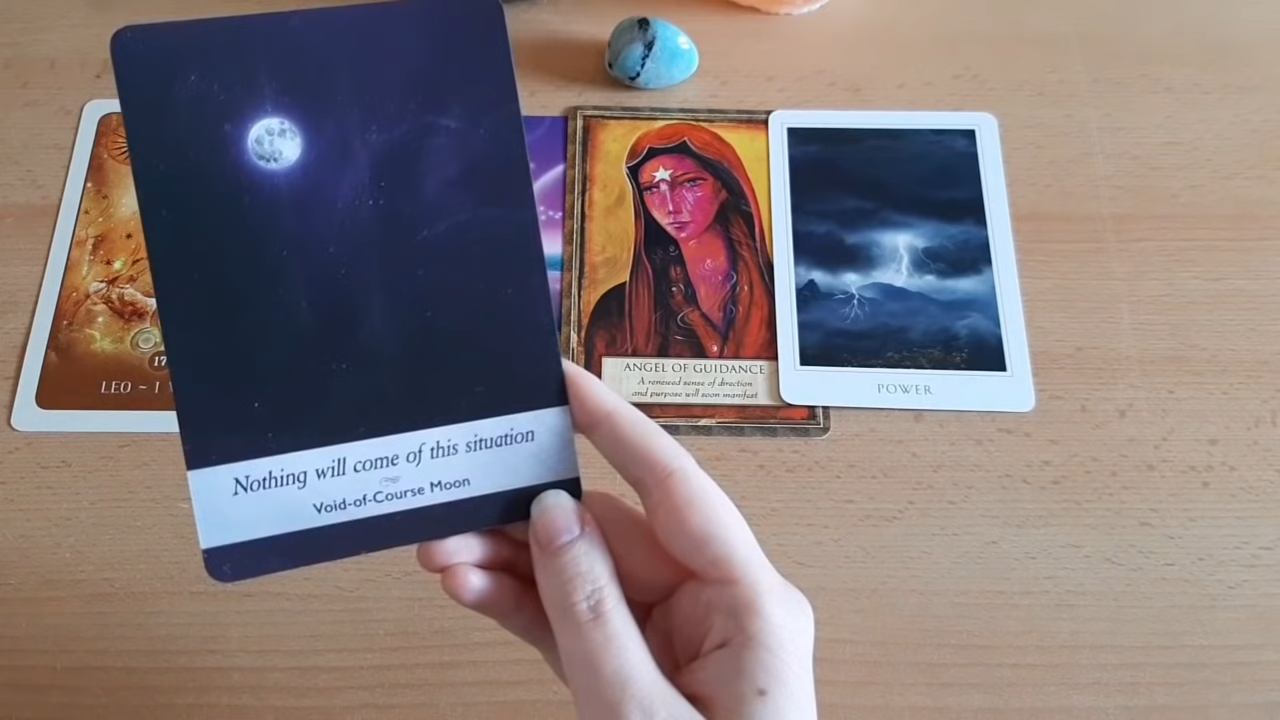 Nothing will come of this situation
Void-of-Course Moon
17
LEO ~ I
ANGEL OF GUIDANCE
A renewed sense of direction
and purpose will soon manifest
POWER